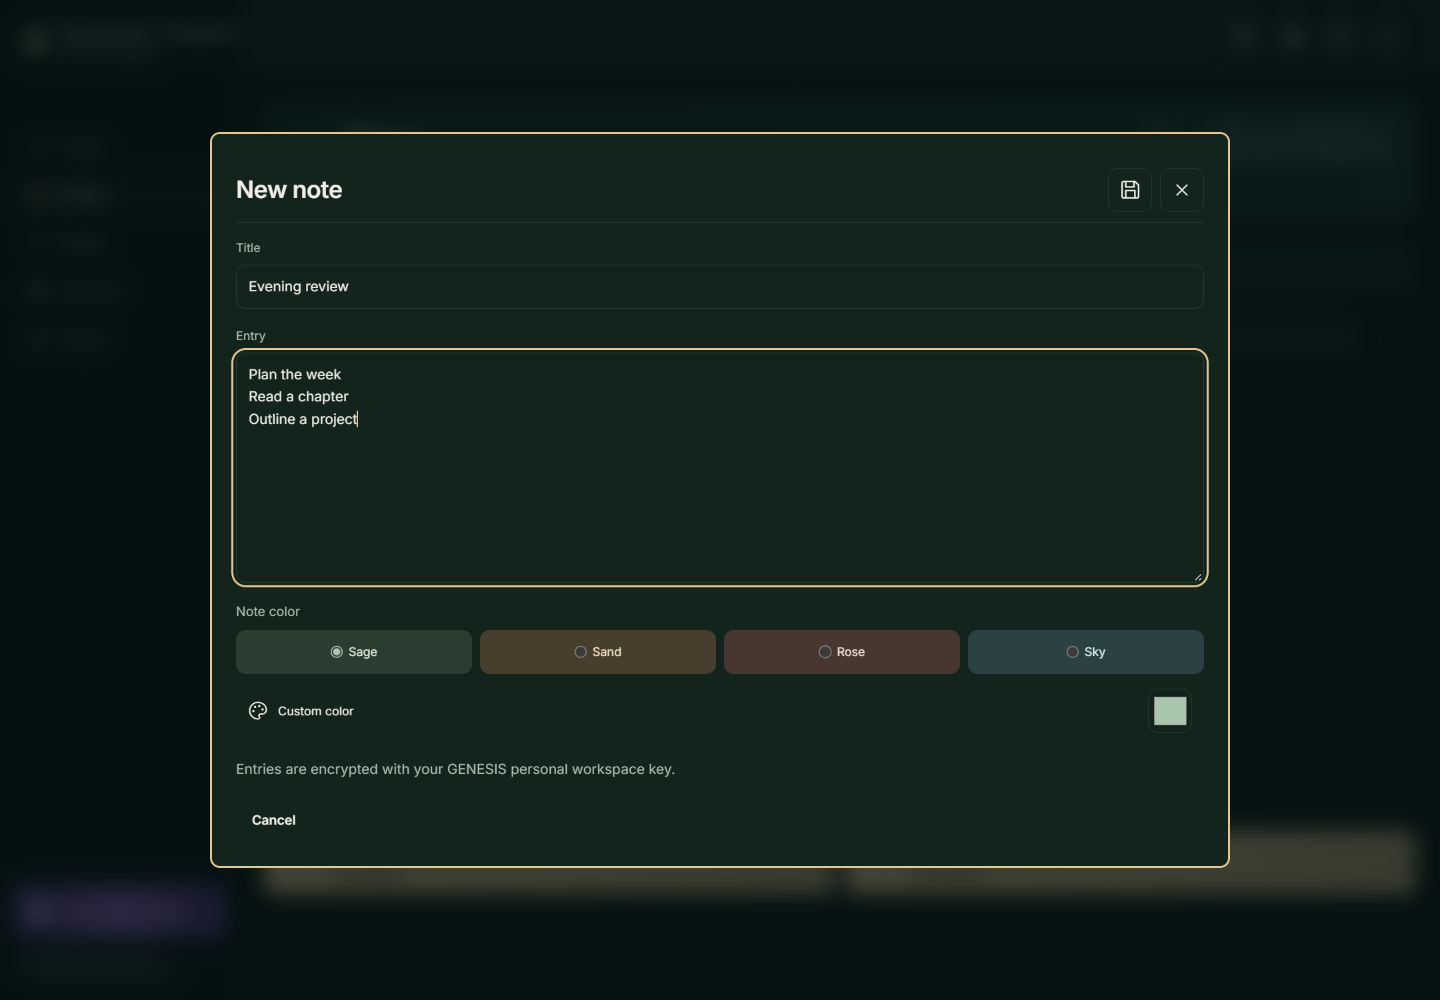 New note
Title
Evening review
Entry
Plan the week
Read a chapter
Outline a project
Note color
Sage
Sand
Rose
Sky
Custom color
Entries are encrypted with your GENESIS personal workspace key.
Cancel